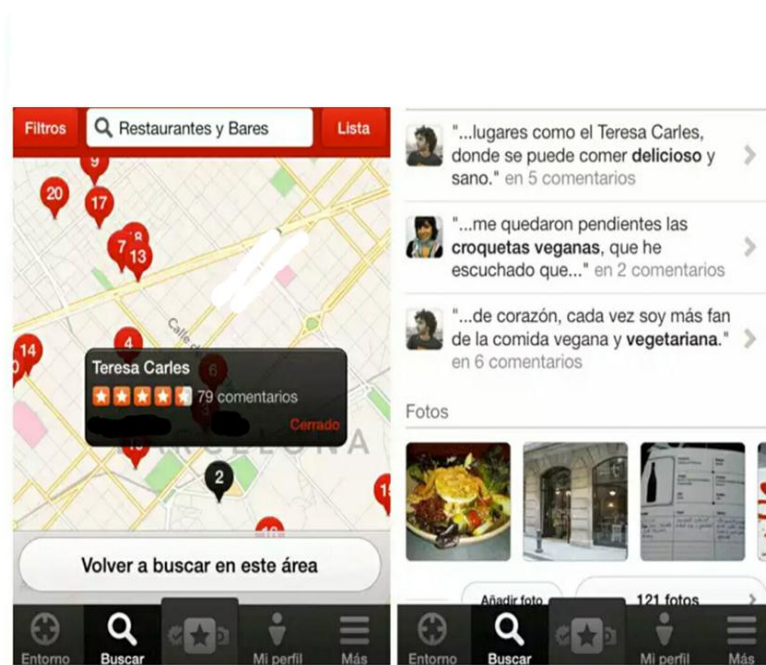 Filtros
Restaurantes y Bares
Lista
9
20
17
18
7
13
4
14
0
Calle de
Teresa Carles
6
79 comentarios
3
Cerrado
BARCELONA
2
Volver a buscar en este área
Entorno
Buscar
Mi perfil
Más
"...lugares como el Teresa Carles,
donde se puede comer delicioso y
sano." en 5 comentarios
"...me quedaron pendientes las
croquetas veganas, que he
escuchado que..." en 2 comentarios
"...de corazón, cada vez soy más fan
de la comida vegana y vegetariana."
en 6 comentarios
Fotos
Añadir foto
121 fotos
Entorno
Buscar
Mi perfil
Más